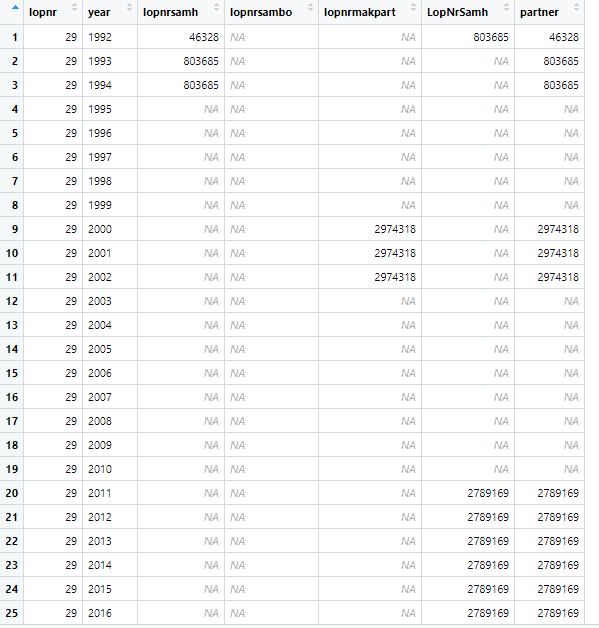 lopnr year lopnrsamh lopnrsambo lopnrmakpart LopNrSamh partner
1 29 1992 46328 NA NA 803685 46328
2 29 1993 803685 NA NA NA 803685
3 29 1994 803685 NA NA NA 803685
4 29 1995 NA NA NA NA NA
5 29 1996 NA NA NA NA NA
6 29 1997 NA NA NA NA NA
7 29 1998 NA NA NA NA NA
8 29 1999 NA NA NA NA NA
9 29 2000 NA NA 2974318 NA 2974318
10 29 2001 NA NA 2974318 NA 2974318
11 29 2002 NA NA 2974318 NA 2974318
12 29 2003 NA NA NA NA NA
13 29 2004 NA NA NA NA NA
14 29 2005 NA NA NA NA NA
15 29 2006 NA NA NA NA NA
16 29 2007 NA NA NA NA NA
17 29 2008 NA NA NA NA NA
18 29 2009 NA NA NA NA NA
19 29 2010 NA NA NA NA NA
20 29 2011 NA NA NA 2789169 2789169
21 29 2012 NA NA NA 2789169 2789169
22 29 2013 NA NA NA 2789169 2789169
23 29 2014 NA NA NA 2789169 2789169
24 29 2015 NA NA NA 2789169 2789169
25 29 2016 NA NA NA 2789169 2789169